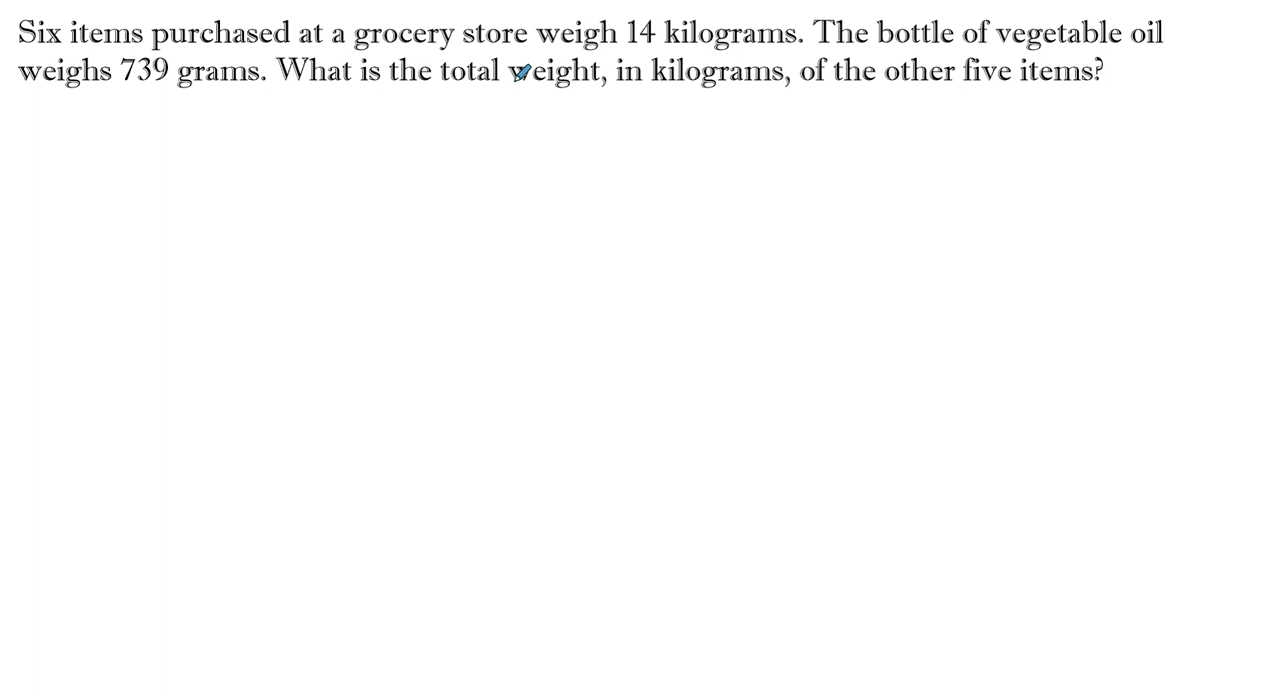 Six items purchased at a grocery store weigh 14 kilograms. The bottle of vegetable oil
weighs 739 grams. What is the total weight, in kilograms, of the other five items?